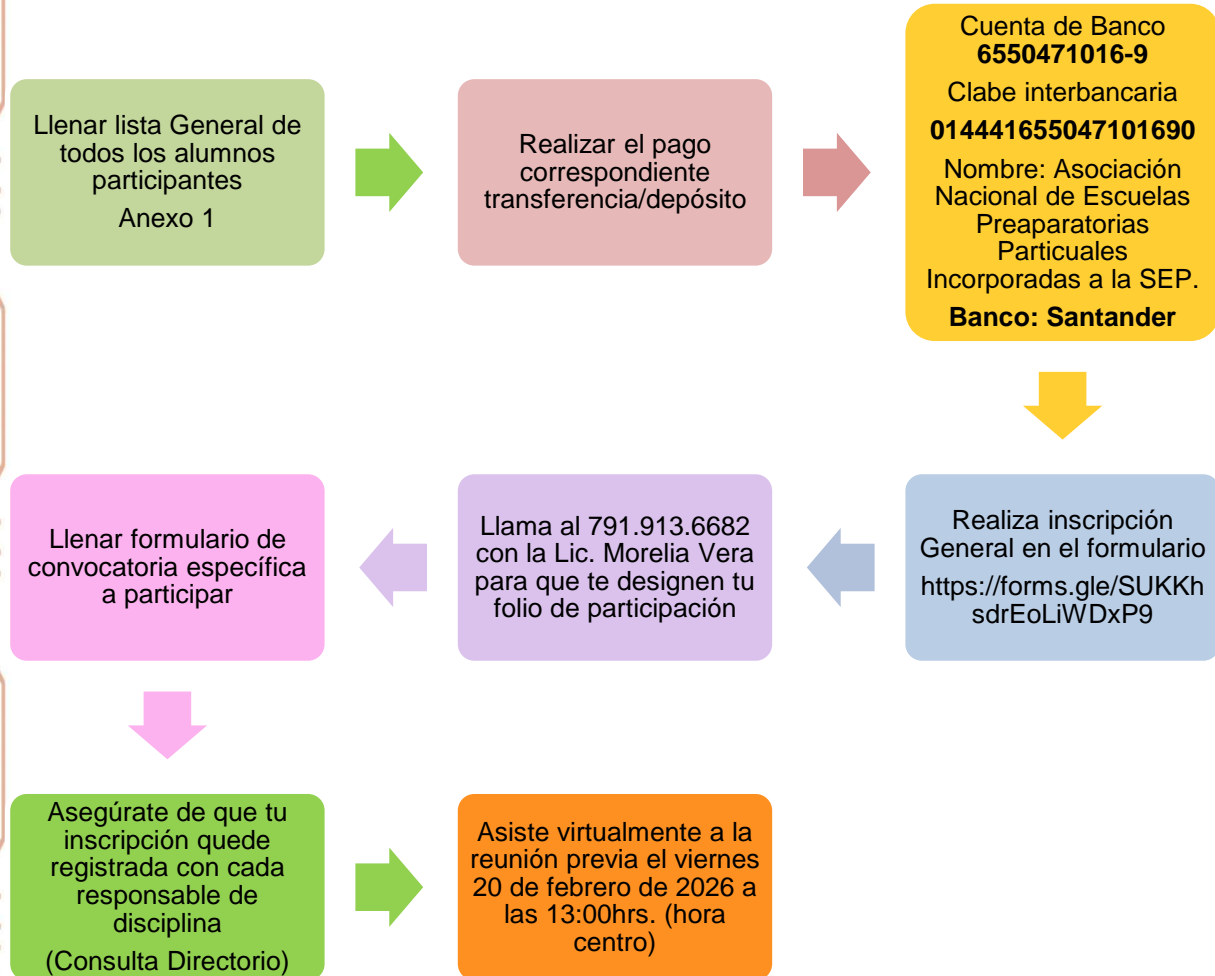 Llenar lista General de
todos los alumnos
participantes
Anexo 1
Realizar el pago
correspondiente
transferencia/depósito
Cuenta de Banco
6550471016-9
Clabe interbancaria
014441655047101690
Nombre: Asociación
Nacional de Escuelas
Preaparatorias
Particuales
Incorporadas a la SEP.
Banco: Santander
Realiza inscripción
General en el formulario
https://forms.gle/SUKKh
sdrEoLiWDxP9
Llama al 791.913.6682
con la Lic. Morelia Vera
para que te designen tu
folio de participación
Llenar formulario de
convocatoria específica
a participar
Asegúrate de que tu
inscripción quede
registrada con cada
responsable de
disciplina
(Consulta Directorio)
Asiste virtualmente a la
reunión previa el viernes
20 de febrero de 2026 a
las 13:00hrs. (hora
centro)